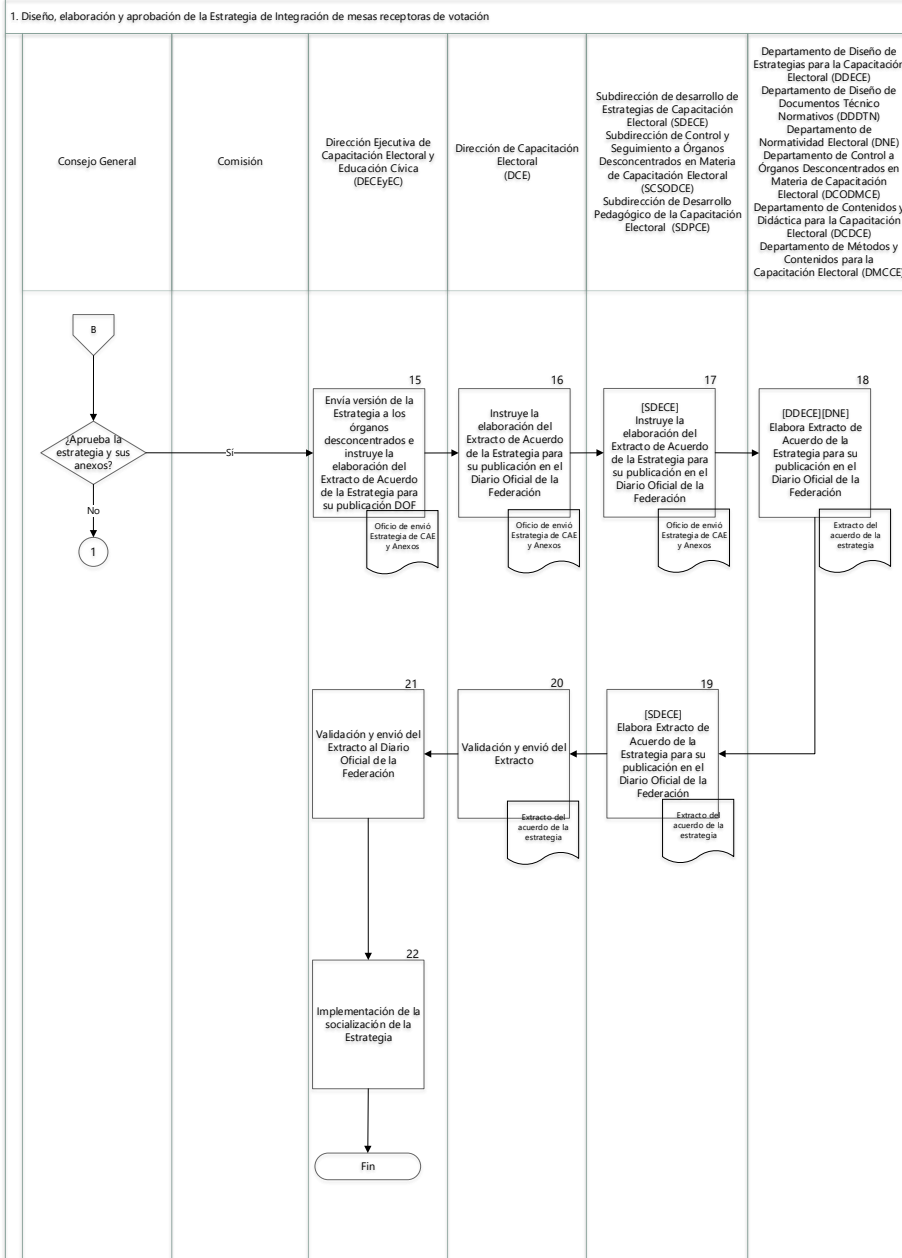 1. Diseño, elaboración y aprobación de la Estrategia de Integración de mesas receptoras de votación
Consejo General
Comisión
Dirección Ejecutiva de
Capacitación Electoral y
Educación Cívica
(DECEyEC)
Dirección de Capacitación
Electoral
(DCE)
Subdirección de desarrollo de
Estrategias de Capacitación
Electoral (SDECE)
Subdirección de Control y
Seguimiento a Órganos
Desconcentrados en Materia
de Capacitación Electoral
(SCSODCE)
Subdirección de Desarrollo
Pedagógico de la Capacitación
Electoral (SDPCE)
Departamento de Diseño de
Estrategias para la Capacitación
Electoral (DDECE)
Departamento de Diseño de
Documentos Técnico
Normativos (DDDTN)
Departamento de
Normatividad Electoral (DNE)
Departamento de Control a
Órganos Desconcentrados en
Materia de Capacitación
Electoral (DCODMCE)
Departamento de Contenidos y
Didáctica para la Capacitación
Electoral (DCDCE)
Departamento de Métodos y
Contenidos para la
Capacitación Electoral (DMCCE)
B
¿Aprueba la
estrategia y sus
anexos?
Sí
No
1
15
Envía versión de la
Estrategia a los
órganos
desconcentrados e
instruye la
elaboración del
Extracto de Acuerdo
de la Estrategia para
su publicación DOF
Oficio de envió
Estrategia de CAE
y Anexos
16
Instruye la
elaboración del
Extracto de Acuerdo
de la Estrategia para
su publicación en el
Diario Oficial de la
Federación
Oficio de envió
Estrategia de CAE
y Anexos
17
[SDECE]
Instruye la
elaboración del
Extracto de Acuerdo
de la Estrategia para
su publicación en el
Diario Oficial de la
Federación
Oficio de envió
Estrategia de CAE
y Anexos
18
[DDECE][DNE]
Elabora Extracto de
Acuerdo de la
Estrategia para su
publicación en el
Diario Oficial de la
Federación
Extracto del
acuerdo de la
estrategia
19
[SDECE]
Elabora Extracto de
Acuerdo de la
Estrategia para su
publicación en el
Diario Oficial de la
Federación
Extracto del
acuerdo de la
estrategia
20
Validación y envió del
Extracto
Extracto del
acuerdo de la
estrategia
21
Validación y envió del
Extracto al Diario
Oficial de la
Federación
22
Implementación de la
socialización de la
Estrategia
Fin